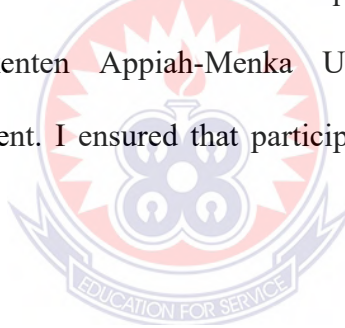 enten Appiah-Menka U
ent. I ensured that particip
EDUCATION FOR SERVICE